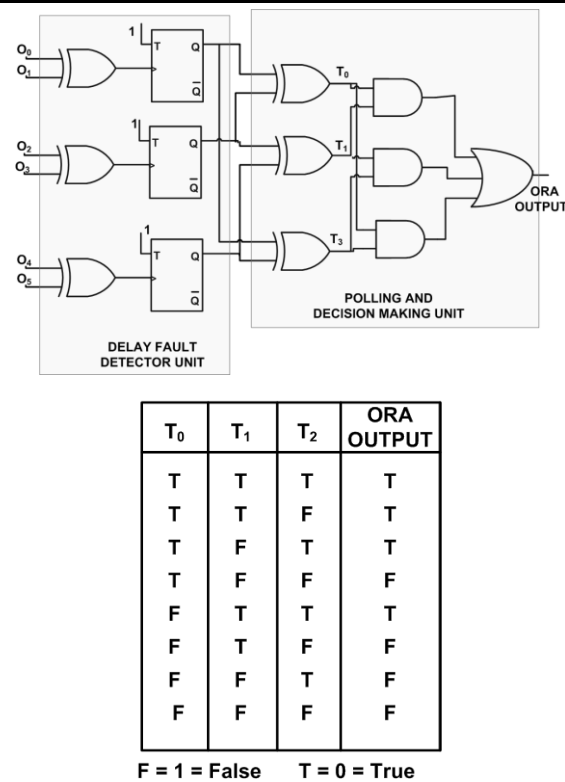 1
O₀
O₁
T
Q
Q̅
T₀
1
O₂
O₃
T
Q
Q̅
T₁
ORA
OUTPUT
1
O₄
O₅
T
Q
Q̅
T₃
POLLING AND
DECISION MAKING UNIT
DELAY FAULT
DETECTOR UNIT
T₀ T₁ T₂ ORA OUTPUT
T T T T
T T F T
T F T T
T F F F
F T T T
F T F F
F F T F
F F F F
F = 1 = False T = 0 = True